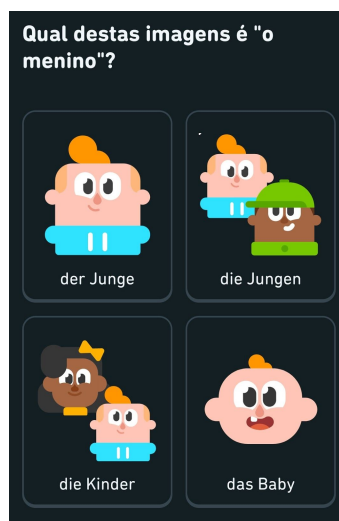 Qual destas imagens é "o
menino"?
der Junge
die Jungen
die Kinder
das Baby